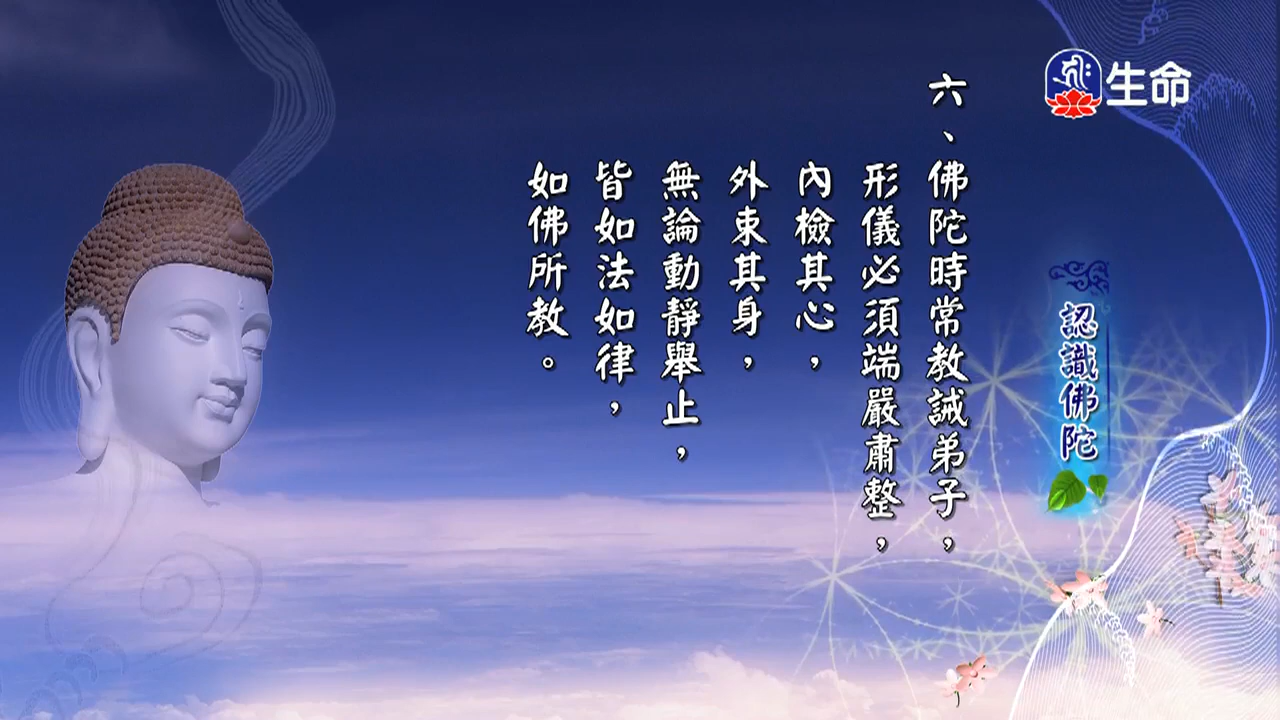 生命
認識佛陀
六、佛陀時常教誡弟子，
形儀必須端嚴肅整，
內檢其心，
外束其身，
無論動靜舉止，
皆如法如律，
如佛所教。